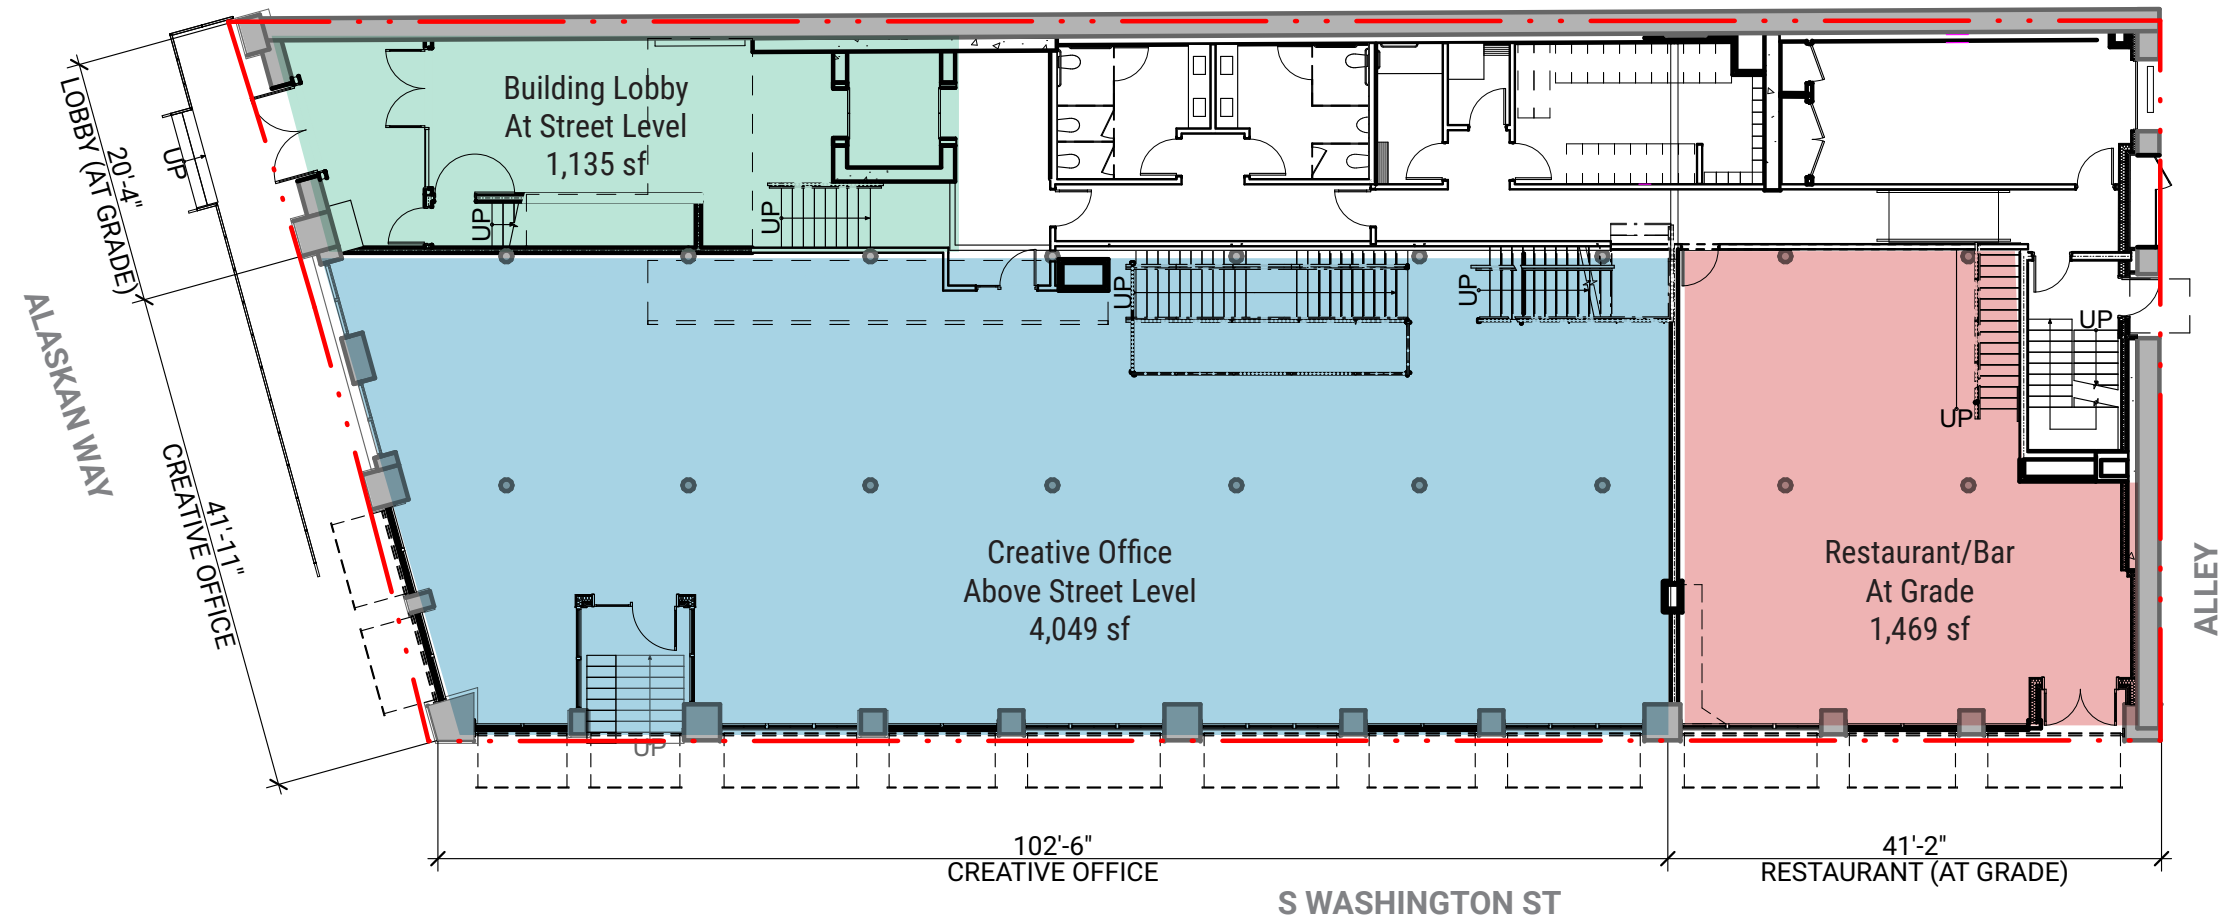 Building Lobby
At Street Level
1,135 sf
LOBBY (AT GRADE)
20'-4"
UP
UP
UP
UP
UP
UP
UP
ALASKAN WAY
41'-11"
CREATIVE OFFICE
Creative Office
Above Street Level
4,049 sf
Restaurant/Bar
At Grade
1,469 sf
ALLEY
UP
102'-6"
CREATIVE OFFICE
41'-2"
RESTAURANT (AT GRADE)
S WASHINGTON ST